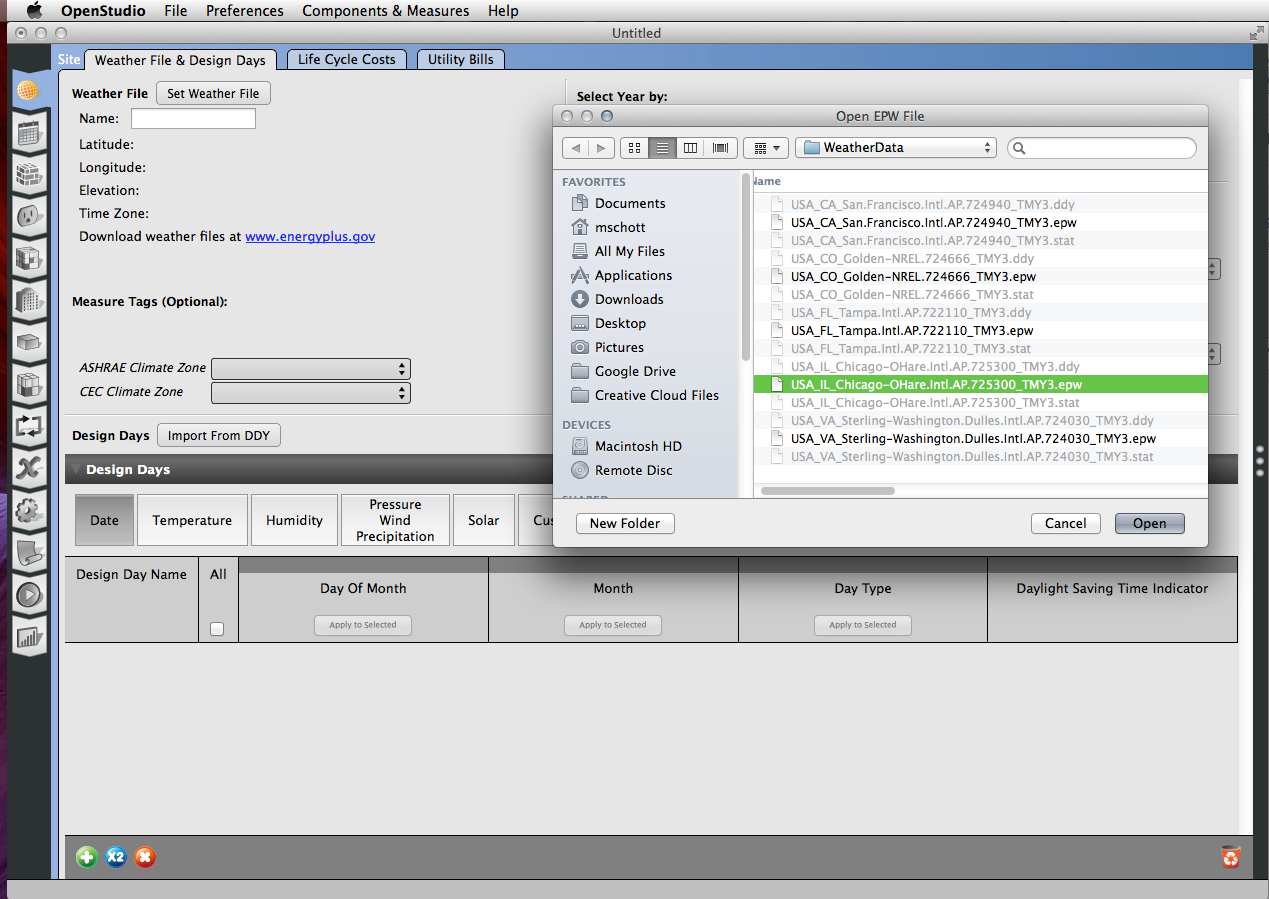 OpenStudio File Preferences Components & Measures Help
Untitled
Site Weather File & Design Days Life Cycle Costs Utility Bills
Weather File Set Weather File
Name:
Latitude:
Longitude:
Elevation:
Time Zone:
Download weather files at www.energyplus.gov
Measure Tags (Optional):
ASHRAE Climate Zone
CEC Climate Zone
Select Year by:
Open EPW File
WeatherData
FAVORITES
Documents
mschott
All My Files
Applications
Downloads
Desktop
Pictures
Google Drive
Creative Cloud Files
DEVICES
Macintosh HD
Remote Disc
Name
USA_CA_San.Francisco.Intl.AP.724940_TMY3.ddy
USA_CA_San.Francisco.Intl.AP.724940_TMY3.epw
USA_CA_San.Francisco.Intl.AP.724940_TMY3.stat
USA_CO_Golden-NREL.724666_TMY3.ddy
USA_CO_Golden-NREL.724666_TMY3.epw
USA_CO_Golden-NREL.724666_TMY3.stat
USA_FL_Tampa.Intl.AP.722110_TMY3.ddy
USA_FL_Tampa.Intl.AP.722110_TMY3.epw
USA_FL_Tampa.Intl.AP.722110_TMY3.stat
USA_IL_Chicago-OHare.Intl.AP.725300_TMY3.ddy
USA_IL_Chicago-OHare.Intl.AP.725300_TMY3.epw
USA_IL_Chicago-OHare.Intl.AP.725300_TMY3.stat
USA_VA_Sterling-Washington.Dulles.Intl.AP.724030_TMY3.ddy
USA_VA_Sterling-Washington.Dulles.Intl.AP.724030_TMY3.epw
USA_VA_Sterling-Washington.Dulles.Intl.AP.724030_TMY3.stat
New Folder Cancel Open
Design Days Import From DDY
Design Days
Date Temperature Humidity
Pressure
Wind
Precipitation
Solar Cus
Design Day Name All Day Of Month Month Day Type Daylight Saving Time Indicator
Apply to Selected Apply to Selected Apply to Selected
X2